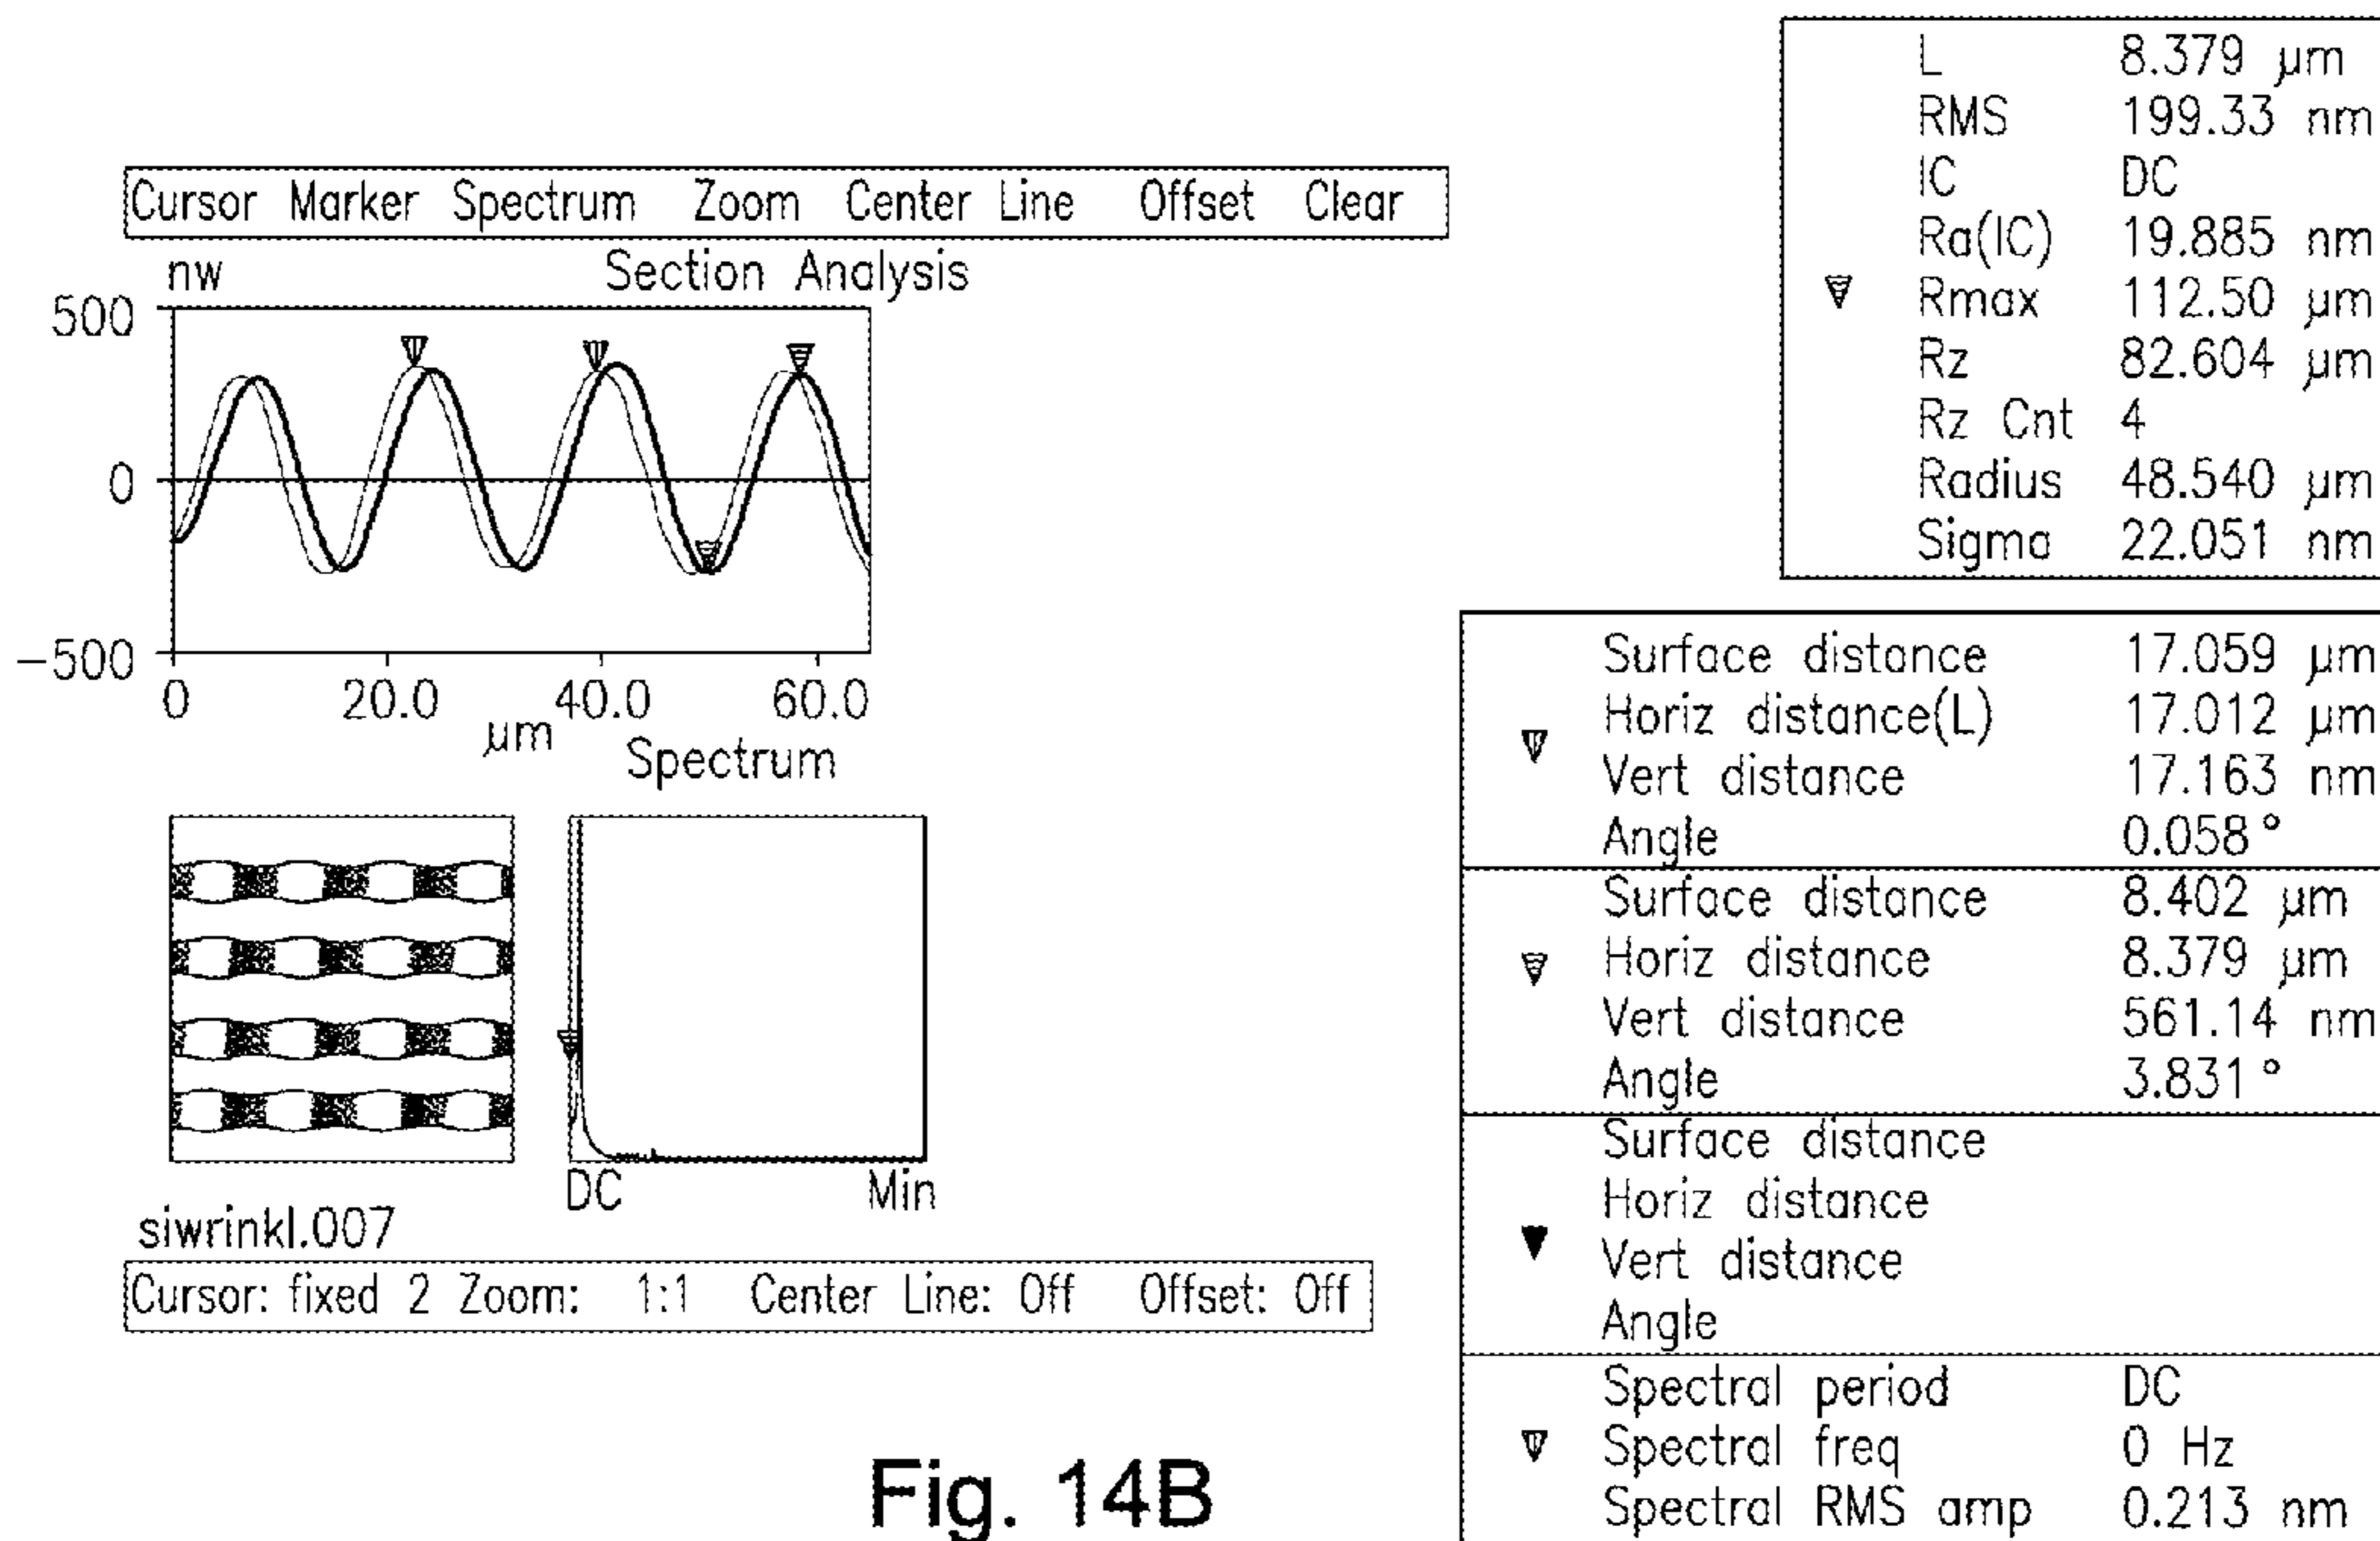 L 8.379 µm
RMS 199.33 nm
IC DC
Ra(IC) 19.885 nm
Rmax 112.50 µm
Rz 82.604 µm
Rz Cnt 4
Radius 48.540 µm
Sigma 22.051 nm
Cursor Marker Spectrum Zoom Center Line Offset Clear
nw Section Analysis
500
0
-500
0 20.0 40.0 60.0
µm
Spectrum
DC Min
siwrinkl.007
Cursor: fixed 2 Zoom: 1:1 Center Line: Off Offset: Off
Surface distance 17.059 µm
Horiz distance(L) 17.012 µm
Vert distance 17.163 nm
Angle 0.058°
Surface distance 8.402 µm
Horiz distance 8.379 µm
Vert distance 561.14 nm
Angle 3.831°
Surface distance
Horiz distance
Vert distance
Angle
Spectral period DC
Spectral freq 0 Hz
Spectral RMS amp 0.213 nm
Fig. 14B